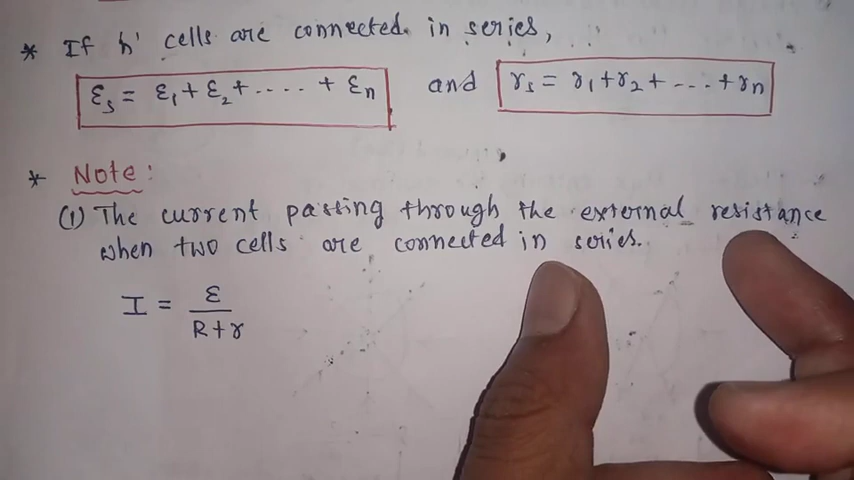 * If 'n' cells are connected in series,
εs = ε1 + ε2 + .... + εn and rs = r1 + r2 + ... + rn
* Note:
(1) The current passing through the external resistance
when two cells are connected in series.
I = ε / R + r